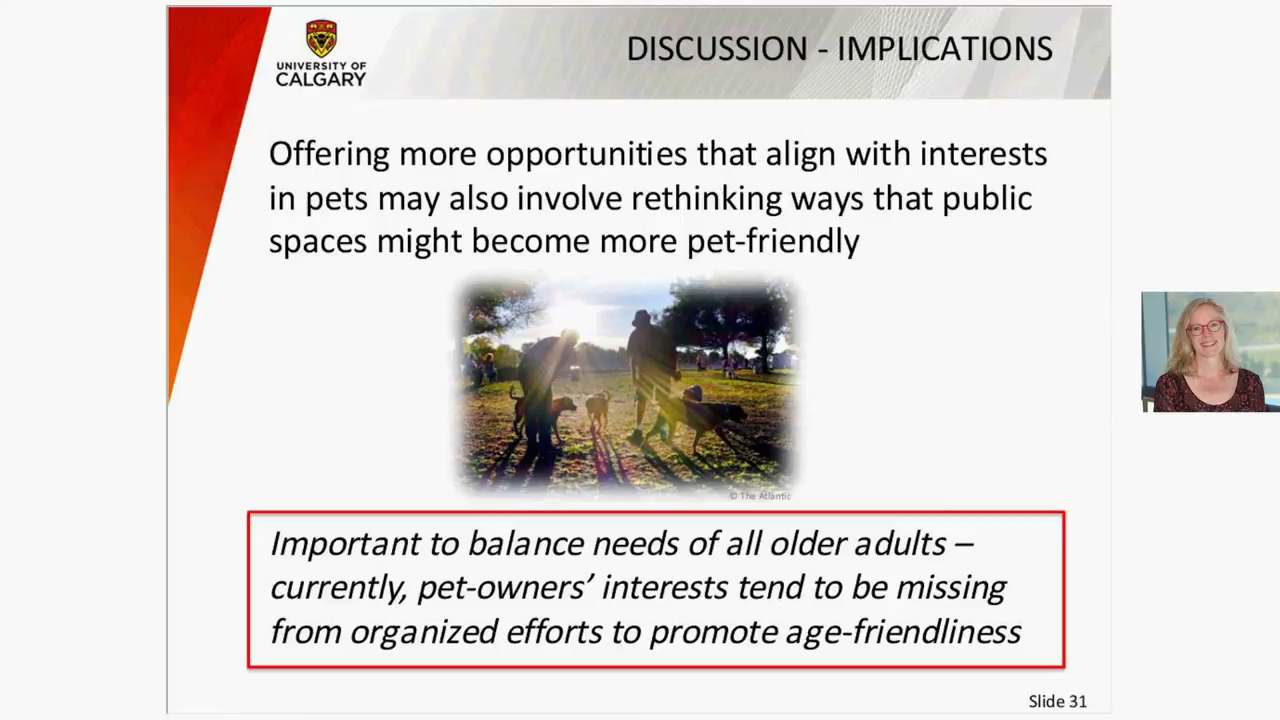 UNIVERSITY OF
CALGARY
DISCUSSION - IMPLICATIONS
Offering more opportunities that align with interests
in pets may also involve rethinking ways that public
spaces might become more pet-friendly
© The Atlantic
Important to balance needs of all older adults –
currently, pet-owners’ interests tend to be missing
from organized efforts to promote age-friendliness
Slide 31